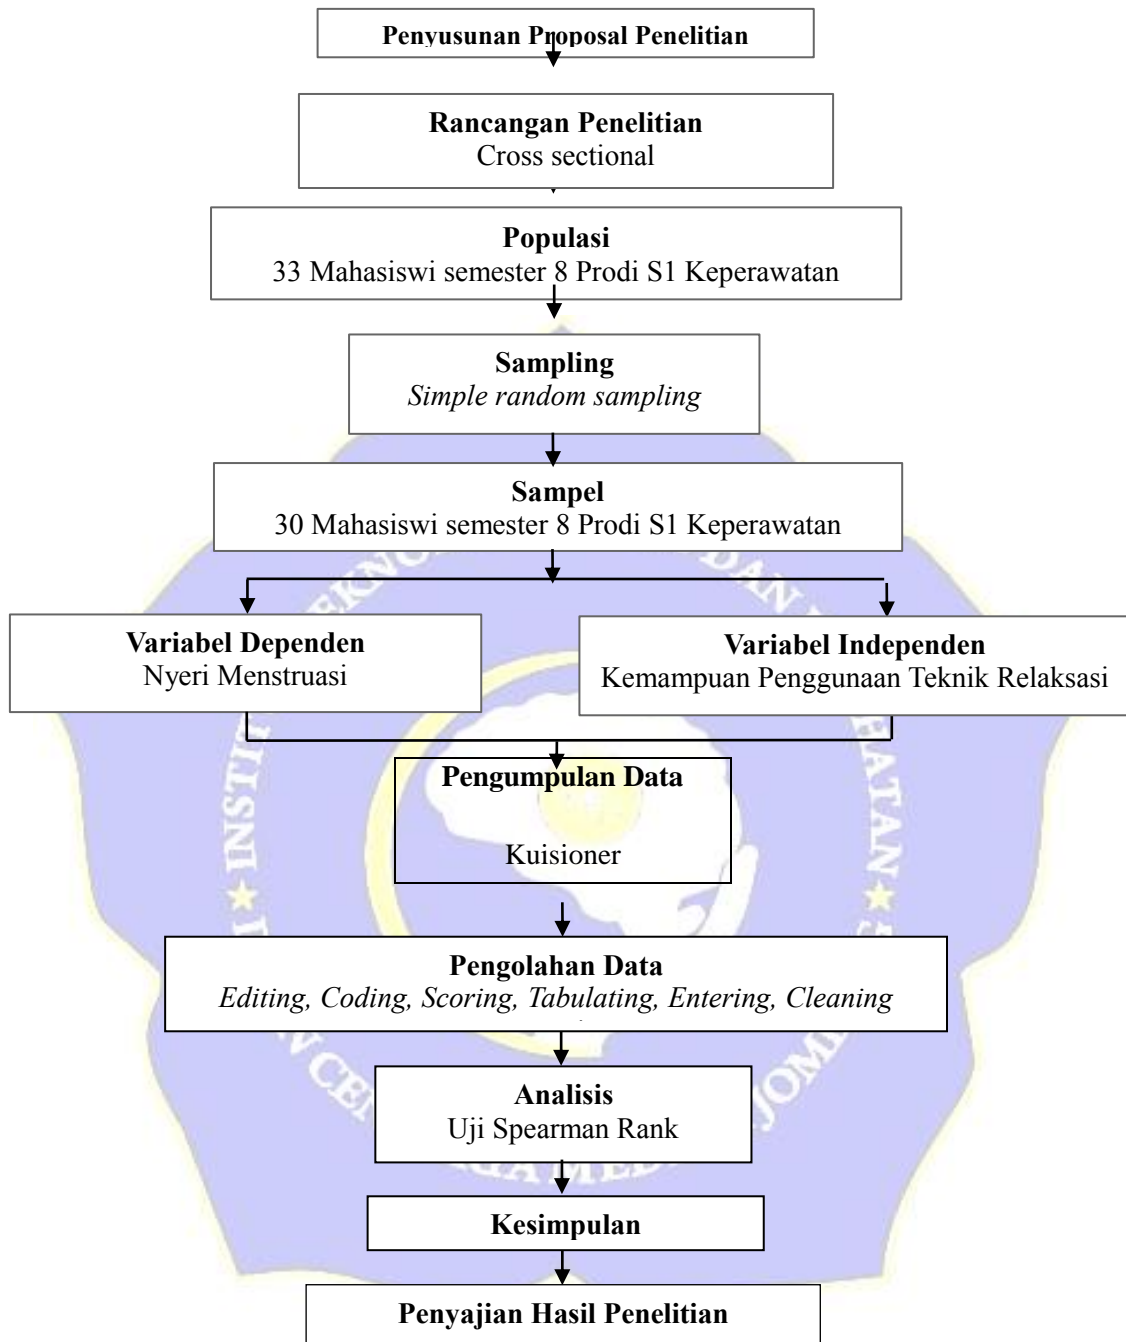 Penyusunan Proposal Penelitian
Rancangan Penelitian
Cross sectional
Populasi
33 Mahasiswi semester 8 Prodi S1 Keperawatan
Sampling
Simple random sampling
Sampel
30 Mahasiswi semester 8 Prodi S1 Keperawatan
Variabel Dependen
Nyeri Menstruasi
Variabel Independen
Kemampuan Penggunaan Teknik Relaksasi
Pengumpulan Data
Kuisioner
Pengolahan Data
Editing, Coding, Scoring, Tabulating, Entering, Cleaning
Analisis
Uji Spearman Rank
Kesimpulan
Penyajian Hasil Penelitian
DAN